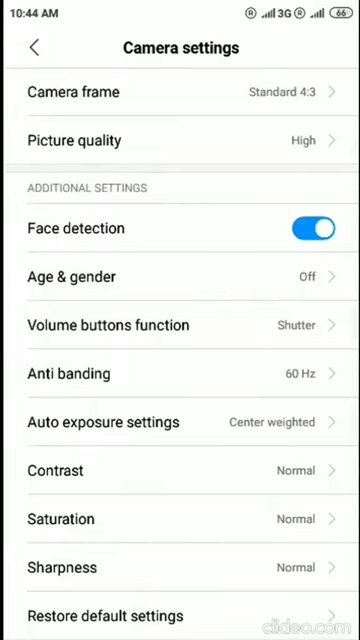 10:44 AM R 3G R 66
Camera settings
Camera frame Standard 4:3
Picture quality High
ADDITIONAL SETTINGS
Face detection
Age & gender Off
Volume buttons function Shutter
Anti banding 60 Hz
Auto exposure settings Center weighted
Contrast Normal
Saturation Normal
Sharpness Normal
Restore default settings
clideo.com